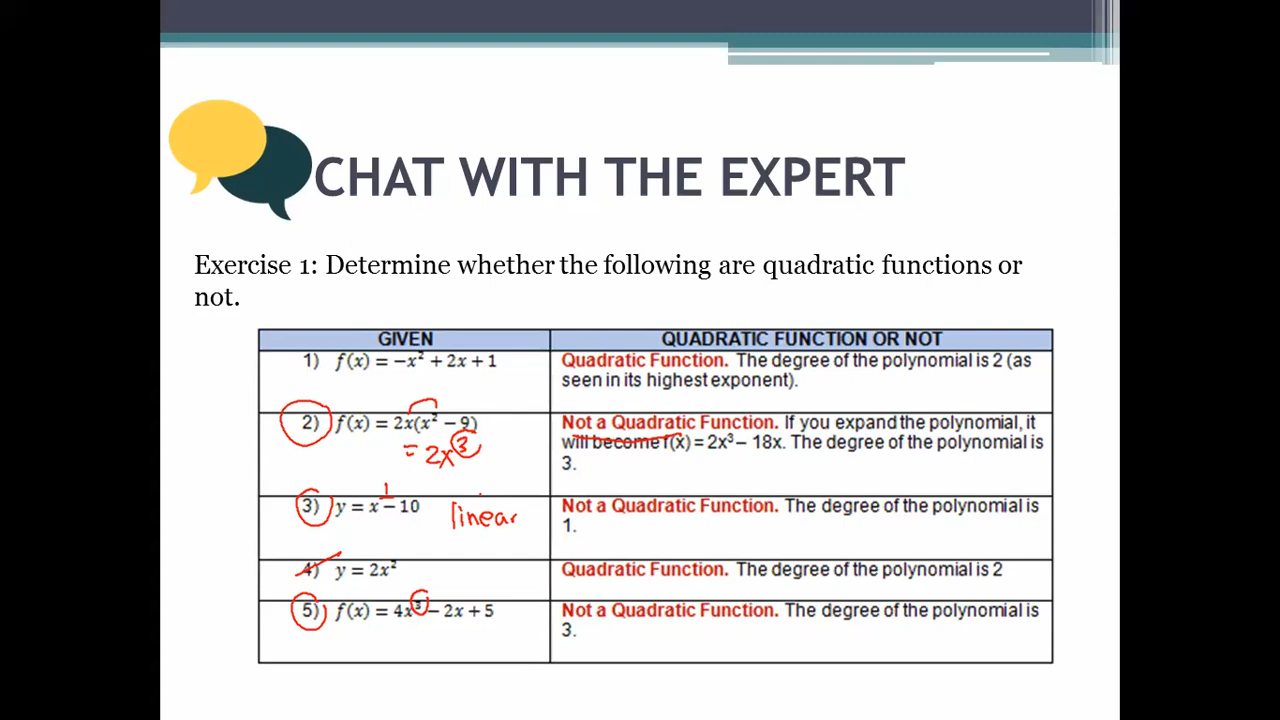 CHAT WITH THE EXPERT
Exercise 1: Determine whether the following are quadratic functions or
not.
GIVEN
QUADRATIC FUNCTION OR NOT
1) f(x) = −x² + 2x + 1
Quadratic Function. The degree of the polynomial is 2 (as
seen in its highest exponent).
2) f(x) = 2x(x² − 9)
= 2x³
Not a Quadratic Function. If you expand the polynomial, it
will become f(x) = 2x³ – 18x. The degree of the polynomial is
3.
3) y = x¹ − 10
linear
Not a Quadratic Function. The degree of the polynomial is
1.
4) y = 2x²
Quadratic Function. The degree of the polynomial is 2
5) f(x) = 4x³ − 2x + 5
Not a Quadratic Function. The degree of the polynomial is
3.